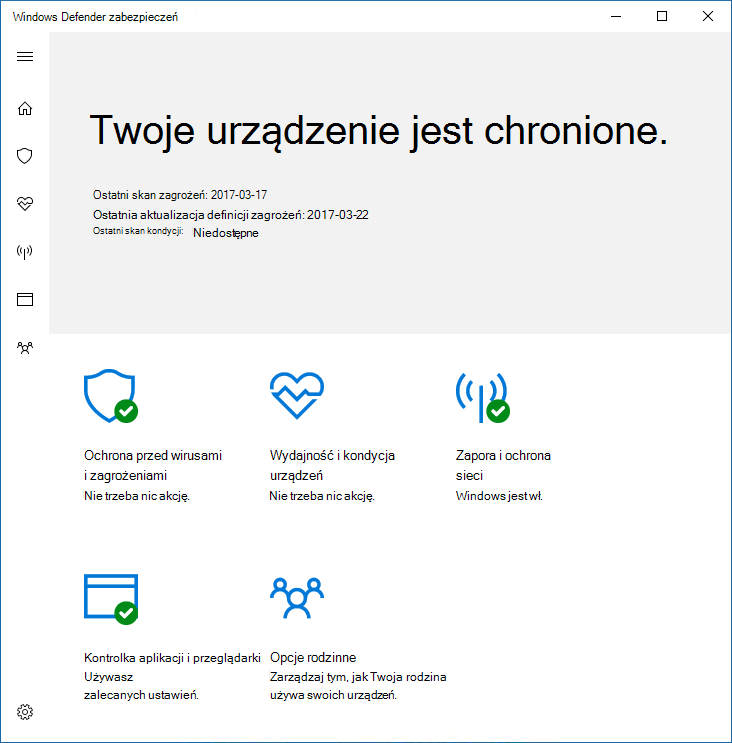 Windows Defender zabezpieczeń
Twoje urządzenie jest chronione.
Ostatni skan zagrożeń: 2017-03-17
Ostatnia aktualizacja definicji zagrożeń: 2017-03-22
Ostatni skan kondycji: Niedostępne
Ochrona przed wirusami
i zagrożeniami
Nie trzeba nic akcję.
Wydajność i kondycja
urządzeń
Nie trzeba nic akcję.
Zapora i ochrona
sieci
Windows jest wł.
Kontrolka aplikacji i przeglądarki
Używasz
zalecanych ustawień.
Opcje rodzinne
Zarządzaj tym, jak Twoja rodzina
używa swoich urządzeń.